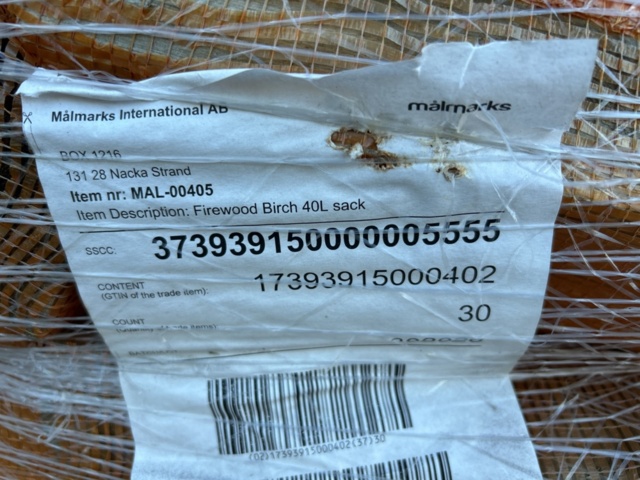 Målmarks International AB
målmarks
BOX 1216
131 28 Nacka Strand
Item nr: MAL-00405
Item Description: Firewood Birch 40L sack
SSCC: 373939150000005555
CONTENT 17393915000402
(GTIN of the trade item):
COUNT 30
(02)17393915000402(37)30